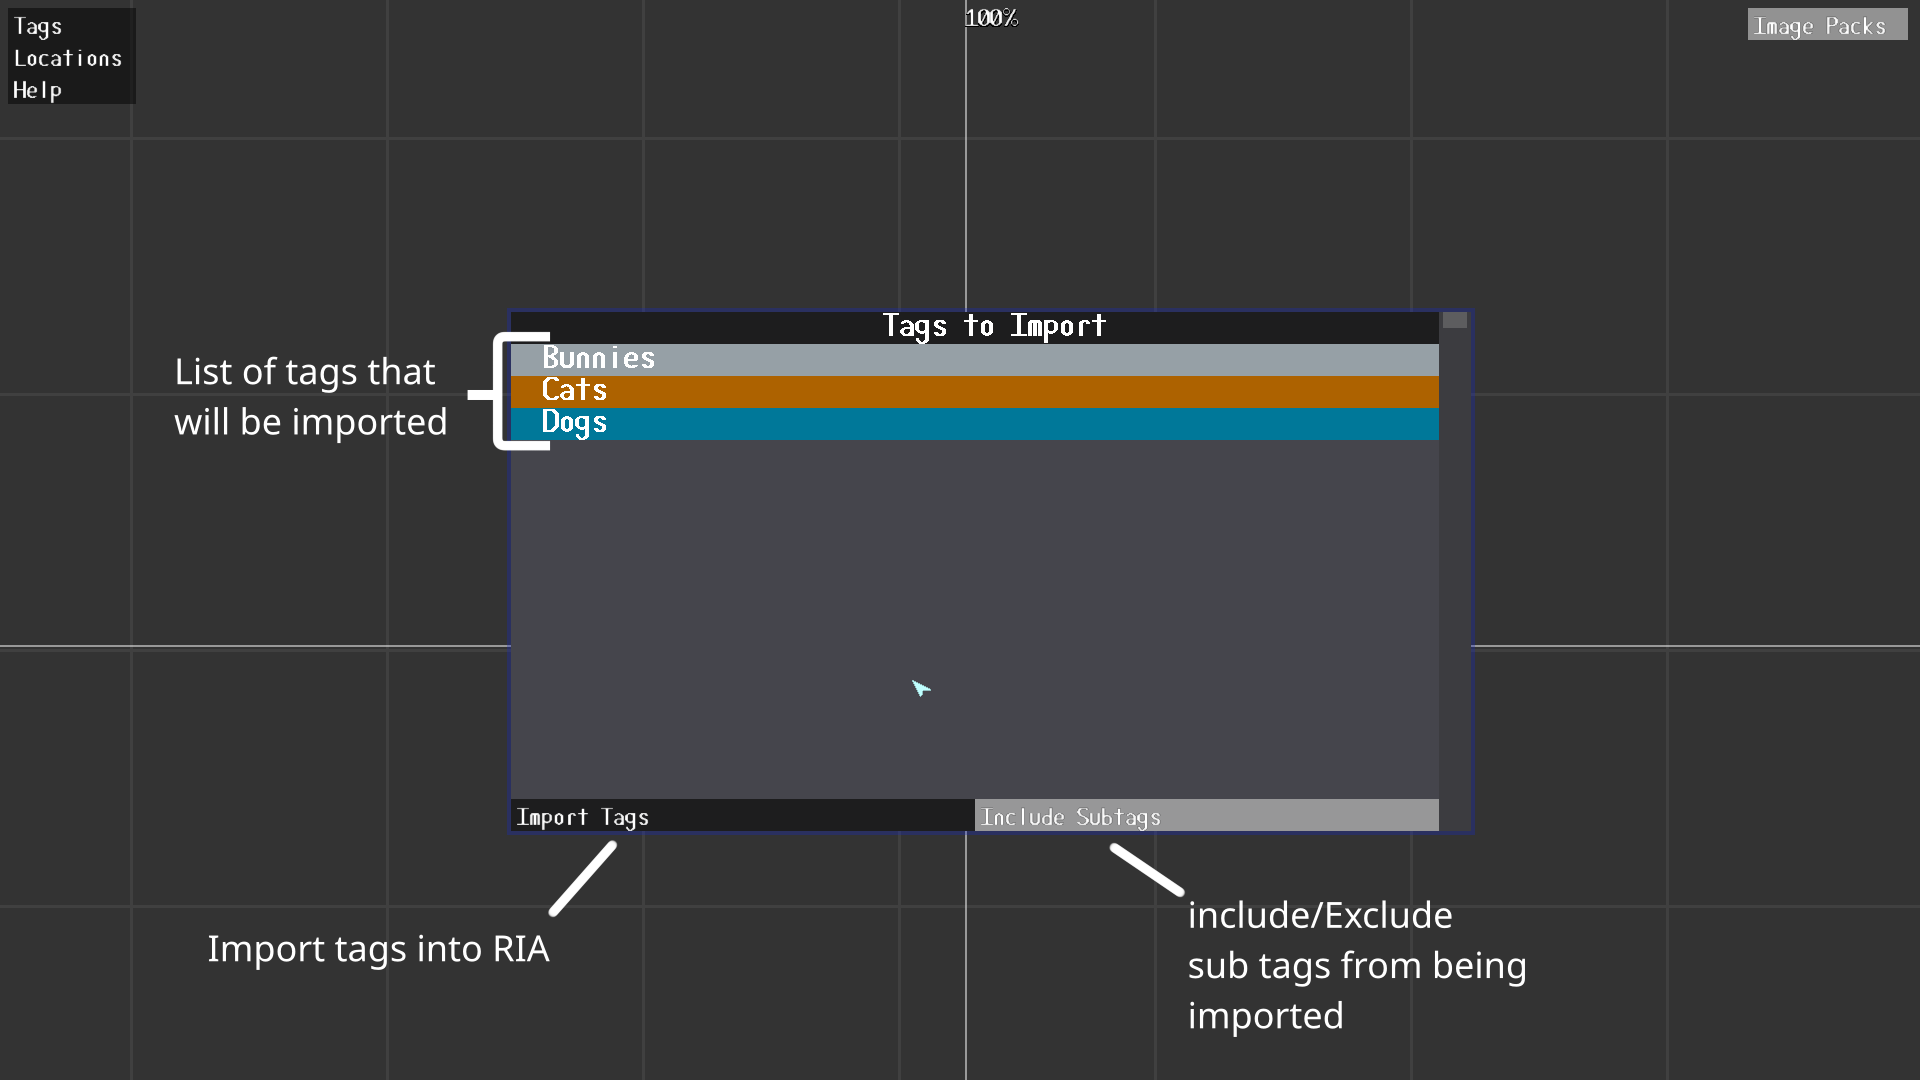 Tags
Locations
Help
100%
Image Packs
Tags to Import
Bunnies
Cats
Dogs
List of tags that
will be imported
Import Tags
Include Subtags
Import tags into RIA
include/Exclude
sub tags from being
imported